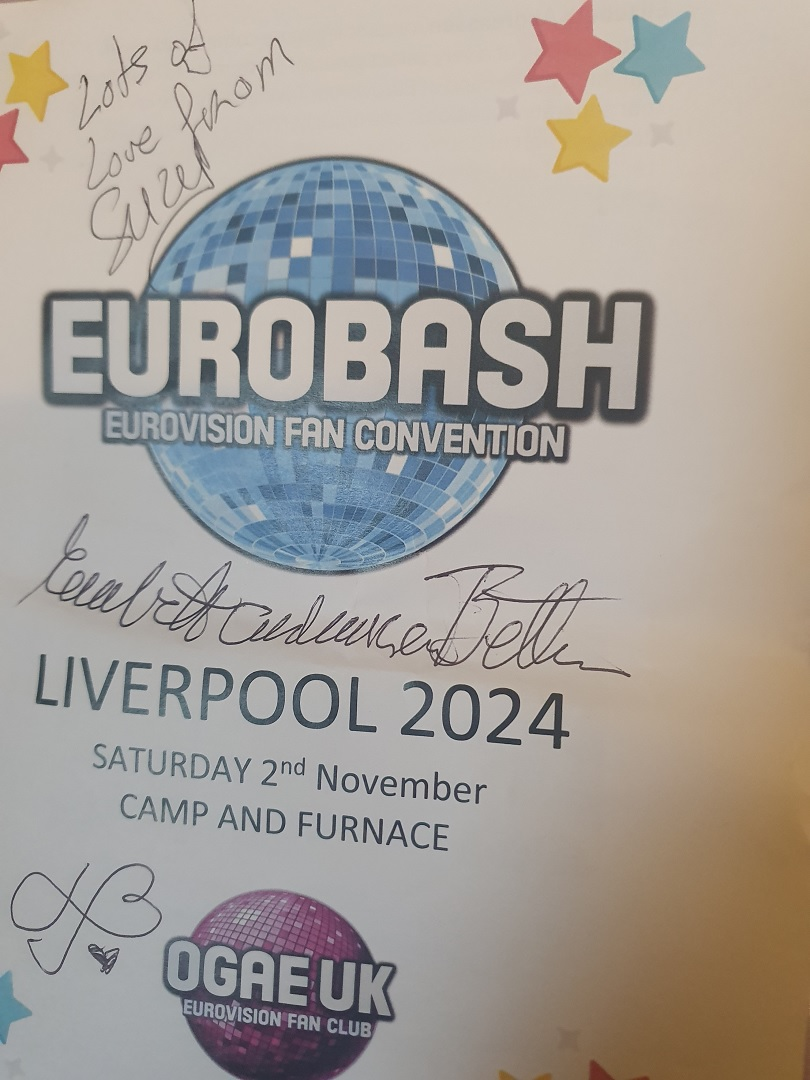 Lots of
love from
Suzy
EUROBASH
EUROVISION FAN CONVENTION
LIVERPOOL 2024
SATURDAY 2nd November
CAMP AND FURNACE
OGAE UK
EUROVISION FAN CLUB